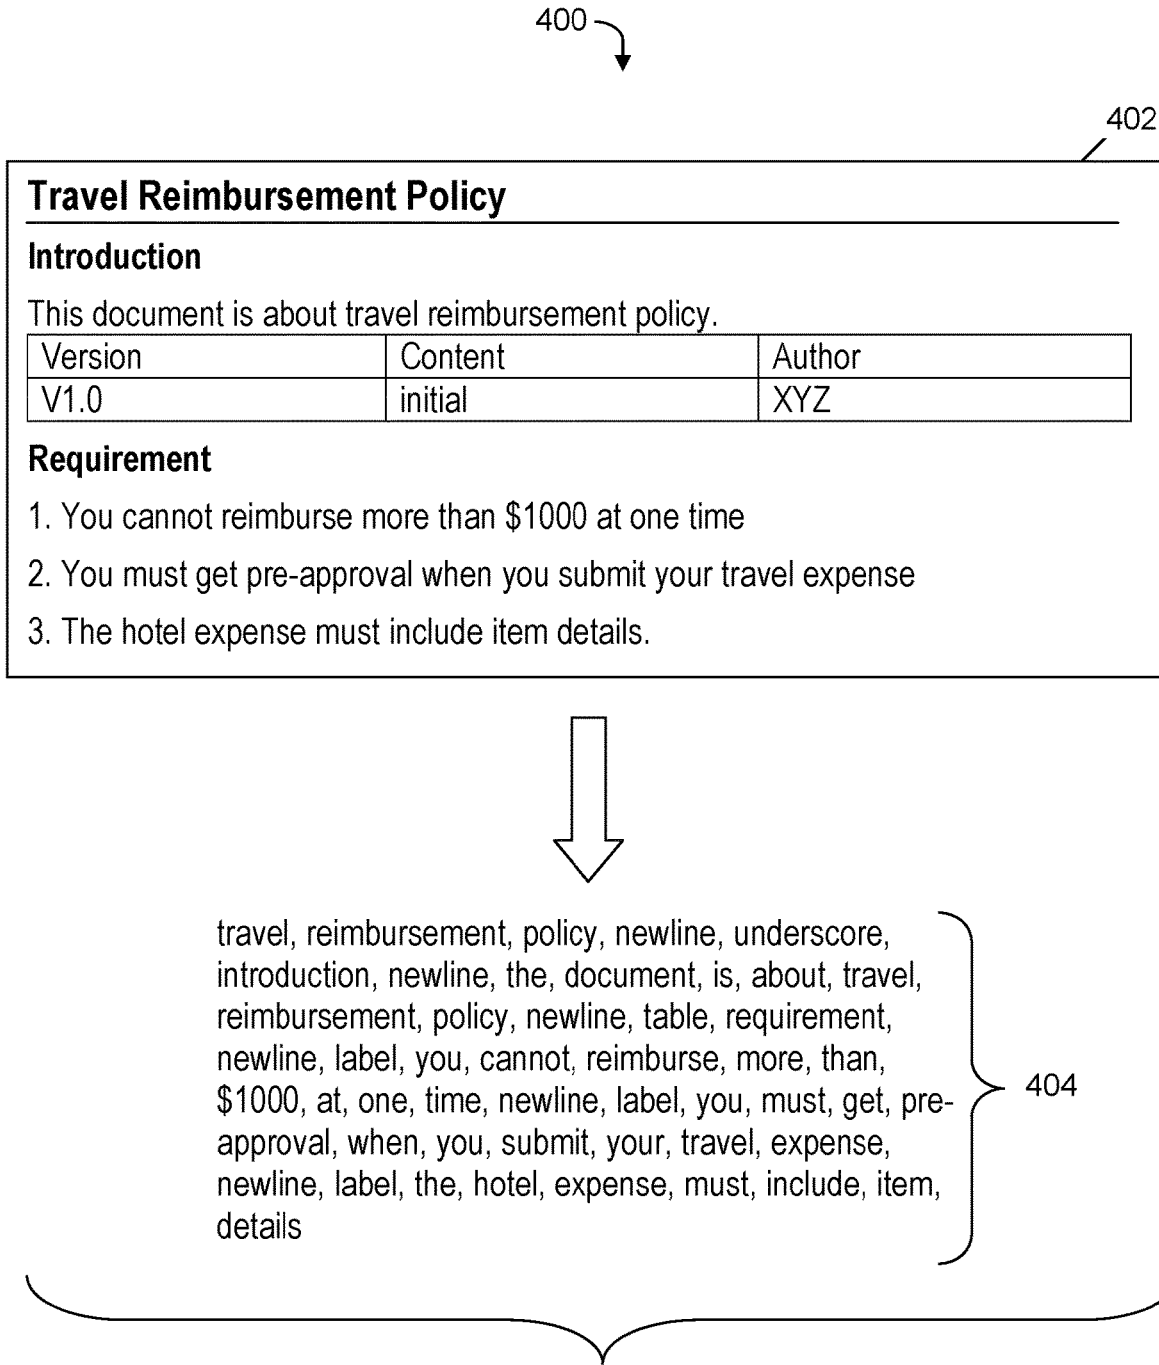 400
402
Travel Reimbursement Policy
Introduction
This document is about travel reimbursement policy.
Version Content Author
V1.0 initial XYZ
Requirement
1. You cannot reimburse more than $1000 at one time
2. You must get pre-approval when you submit your travel expense
3. The hotel expense must include item details.
travel, reimbursement, policy, newline, underscore,
introduction, newline, the, document, is, about, travel,
reimbursement, policy, newline, table, requirement,
newline, label, you, cannot, reimburse, more, than,
$1000, at, one, time, newline, label, you, must, get, pre-
approval, when, you, submit, your, travel, expense,
newline, label, the, hotel, expense, must, include, item,
details
404